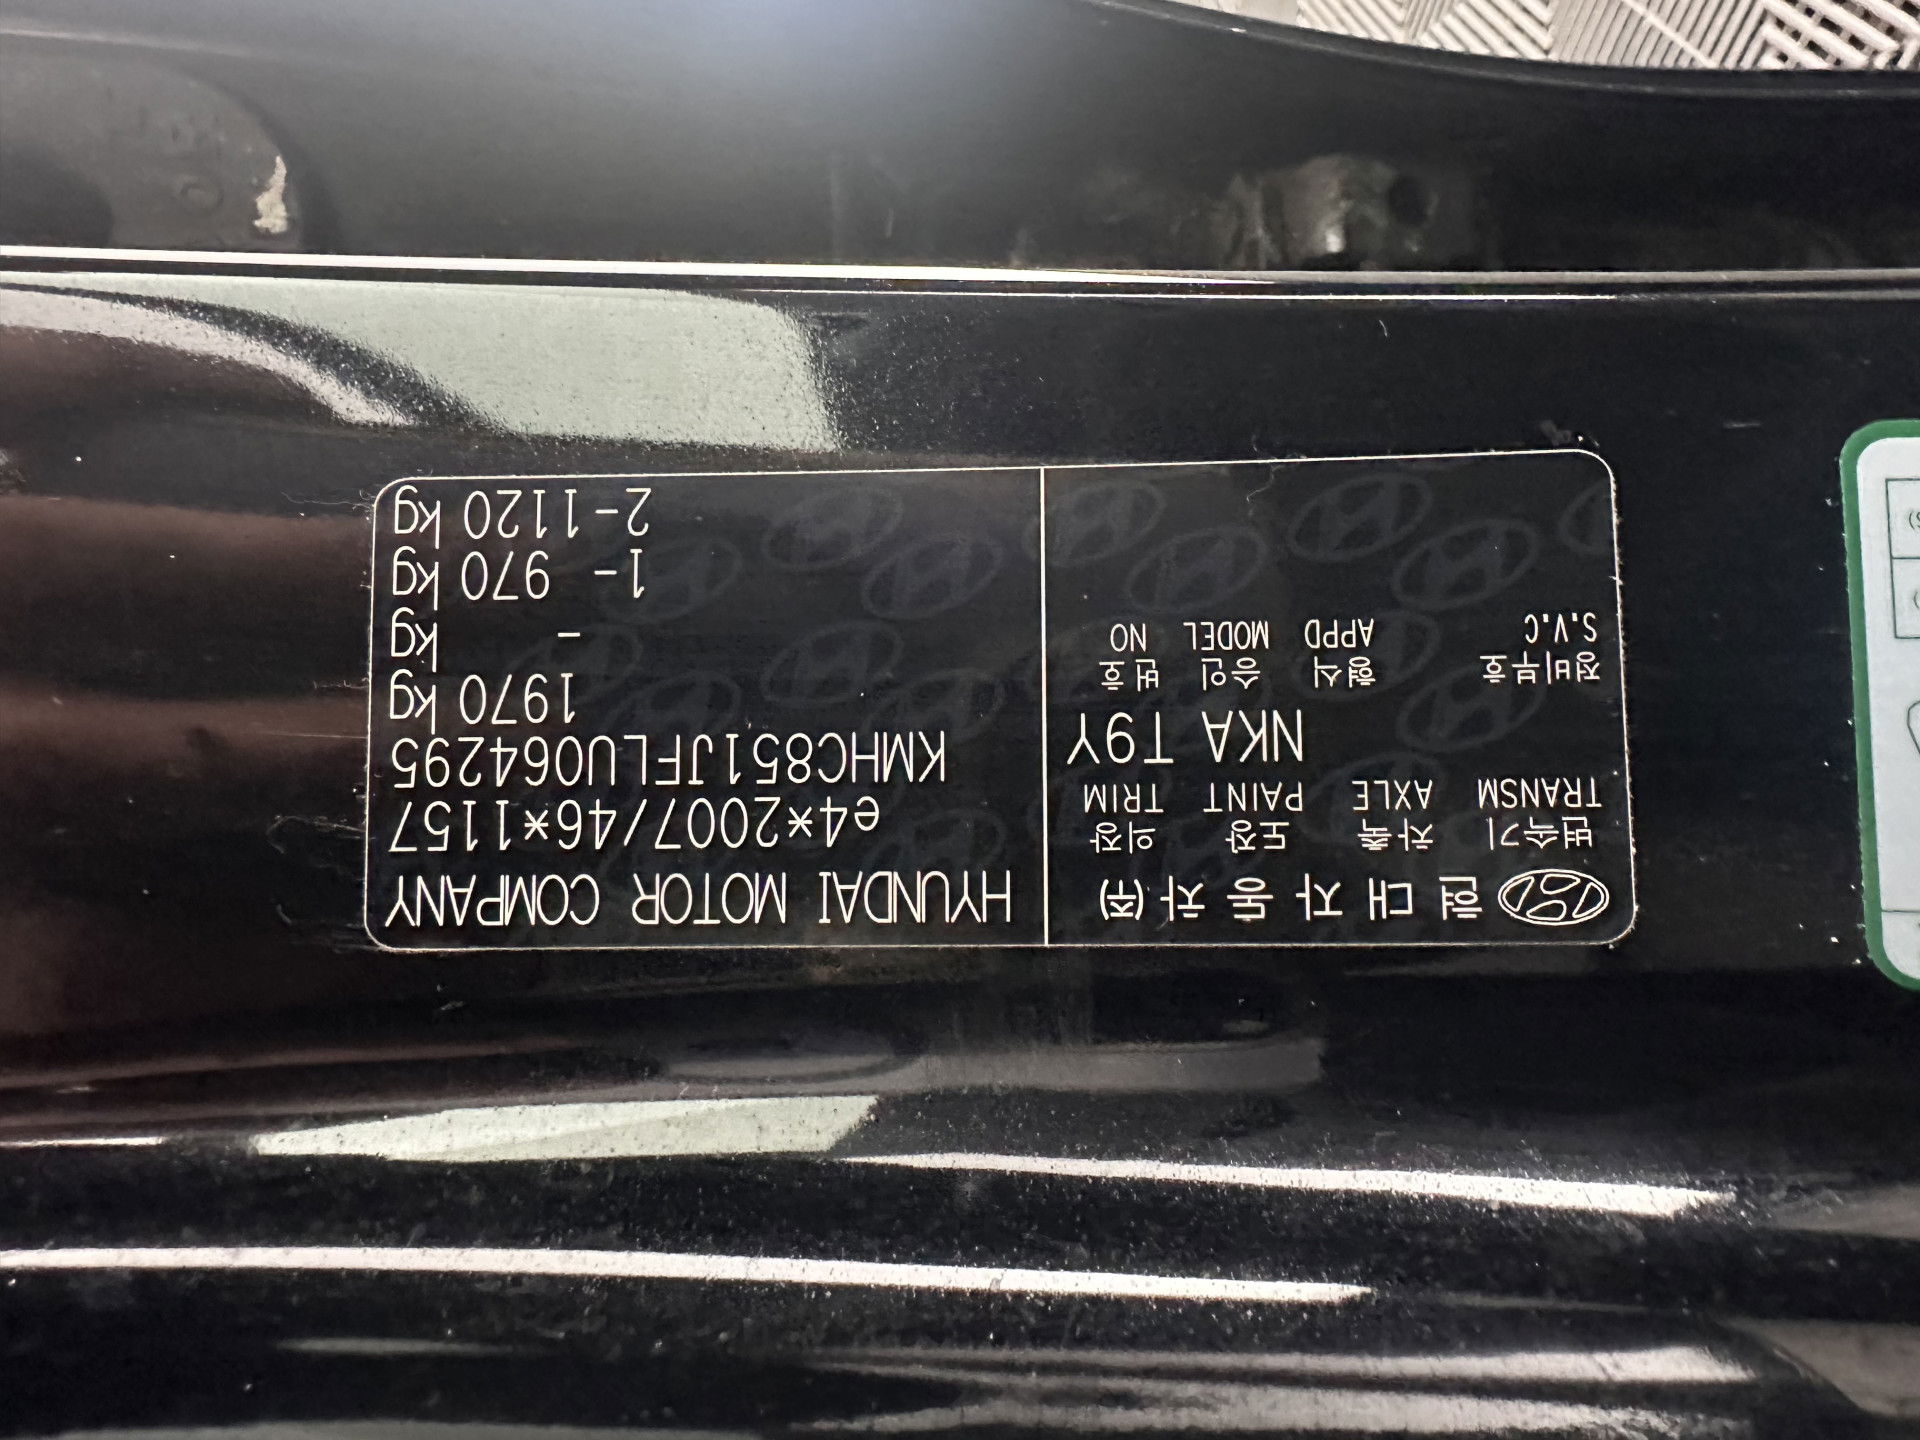 현 대 자 동 차 (주)
변속기 차축 도장 의장
TRANSM AXLE PAINT TRIM
NKA T9Y
정비부호 형식 승인 번호
S.V.C APPD MODEL NO
HYUNDAI MOTOR COMPANY
e4*2007/46*1157
KMHC851JFLU064295
1970 kg
- kg
1- 970 kg
2-1120 kg